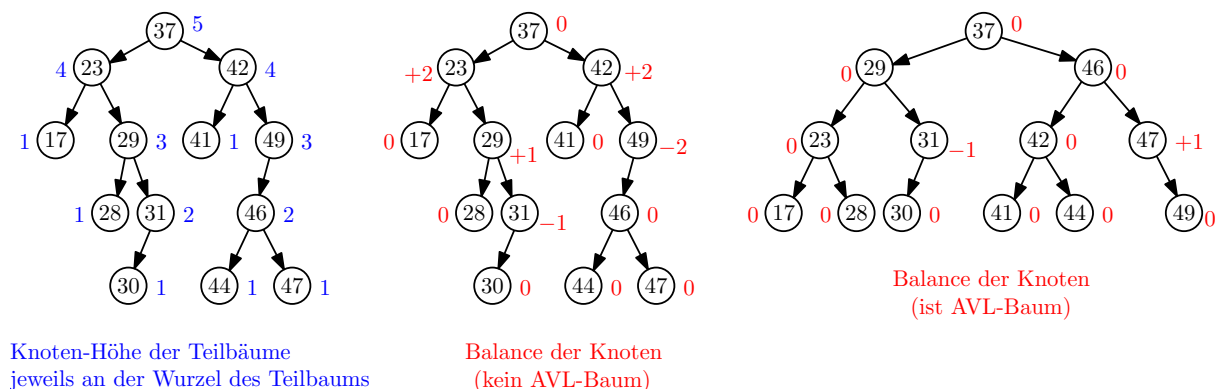 37 5
4 23 42 4
1 17 29 3 41 1 49 3
1 28 31 2 46 2
30 1 44 1 47 1
Knoten-Höhe der Teilbäume
jeweils an der Wurzel des Teilbaums
37 0
+2 23 42 +2
0 17 29 +1 41 0 49 −2
0 28 31 −1 46 0
30 0 44 0 47 0
Balance der Knoten
(kein AVL-Baum)
37 0
0 29 46 0
0 23 31 −1 42 0 47 +1
0 17 0 28 30 0 41 0 44 0 49 0
Balance der Knoten
(ist AVL-Baum)